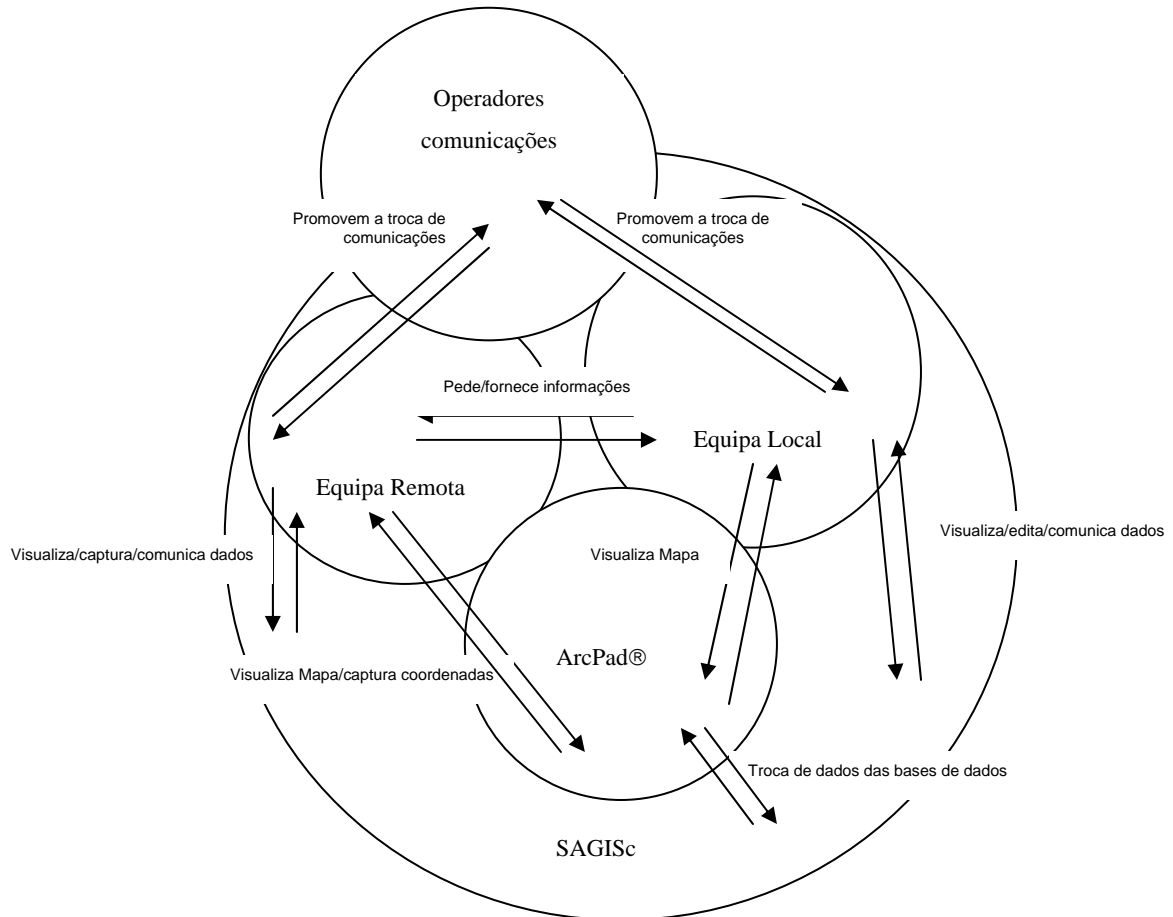 Operadores
comunicações
Promovem a troca de
comunicações
Promovem a troca de
comunicações
Pede/fornece informações
Equipa Local
Equipa Remota
Visualiza/captura/comunica dados
Visualiza Mapa
Visualiza/edita/comunica dados
ArcPad®
Visualiza Mapa/captura coordenadas
Troca de dados das bases de dados
SAGISc